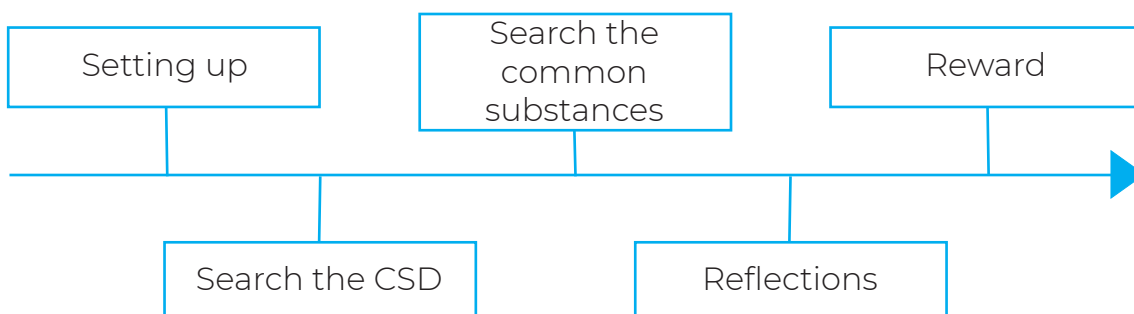 Setting up
Search the
common
substances
Reward
Search the CSD
Reflections